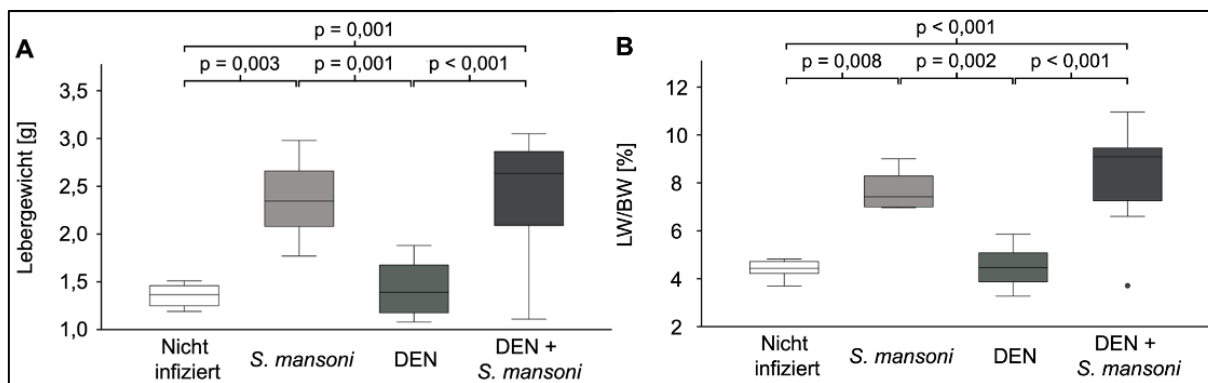 A
p = 0,001
p = 0,003
p = 0,001
p < 0,001
Lebergewicht [g]
3,5
3,0
2,5
2,0
1,5
1,0
Nicht
infiziert
S. mansoni
DEN
DEN +
S. mansoni
B
p < 0,001
p = 0,008
p = 0,002
p < 0,001
LW/BW [%]
12
10
8
6
4
2
Nicht
infiziert
S. mansoni
DEN
DEN +
S. mansoni